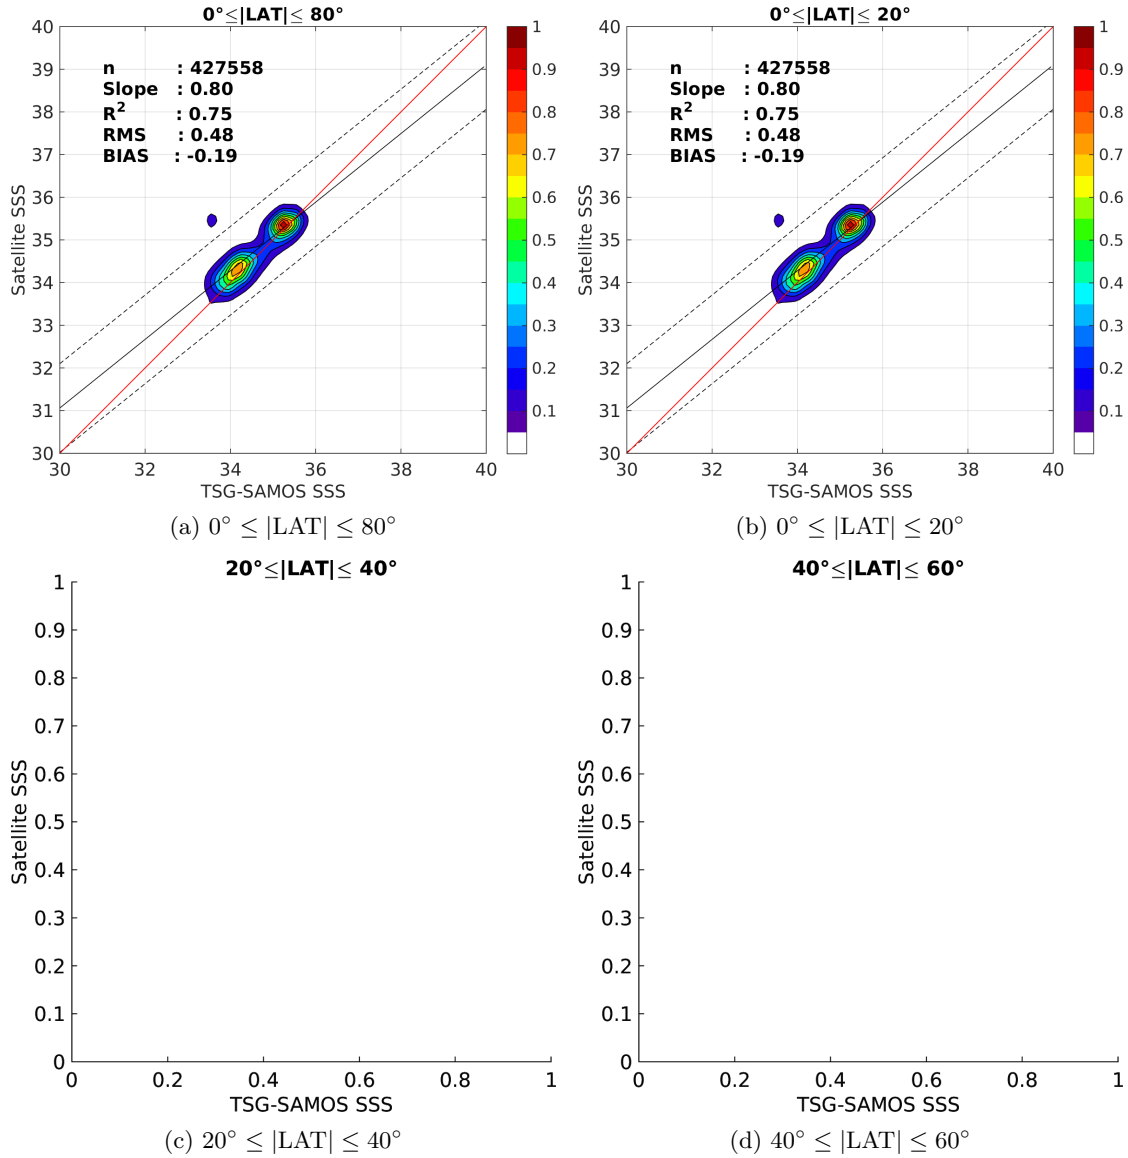 0°≤|LAT|≤ 80°
40
39
38
37
36
35
34
33
32
31
30
30 32 34 36 38 40
Satellite SSS
TSG-SAMOS SSS
n : 427558
Slope : 0.80
R² : 0.75
RMS : 0.48
BIAS : -0.19
1
0.9
0.8
0.7
0.6
0.5
0.4
0.3
0.2
0.1
(a) 0° ≤ |LAT| ≤ 80°
0°≤|LAT|≤ 20°
40
39
38
37
36
35
34
33
32
31
30
30 32 34 36 38 40
Satellite SSS
TSG-SAMOS SSS
n : 427558
Slope : 0.80
R² : 0.75
RMS : 0.48
BIAS : -0.19
1
0.9
0.8
0.7
0.6
0.5
0.4
0.3
0.2
0.1
(b) 0° ≤ |LAT| ≤ 20°
20°≤|LAT|≤ 40°
1
0.9
0.8
0.7
0.6
0.5
0.4
0.3
0.2
0.1
0
0 0.2 0.4 0.6 0.8 1
Satellite SSS
TSG-SAMOS SSS
(c) 20° ≤ |LAT| ≤ 40°
40°≤|LAT|≤ 60°
1
0.9
0.8
0.7
0.6
0.5
0.4
0.3
0.2
0.1
0
0 0.2 0.4 0.6 0.8 1
Satellite SSS
TSG-SAMOS SSS
(d) 40° ≤ |LAT| ≤ 60°